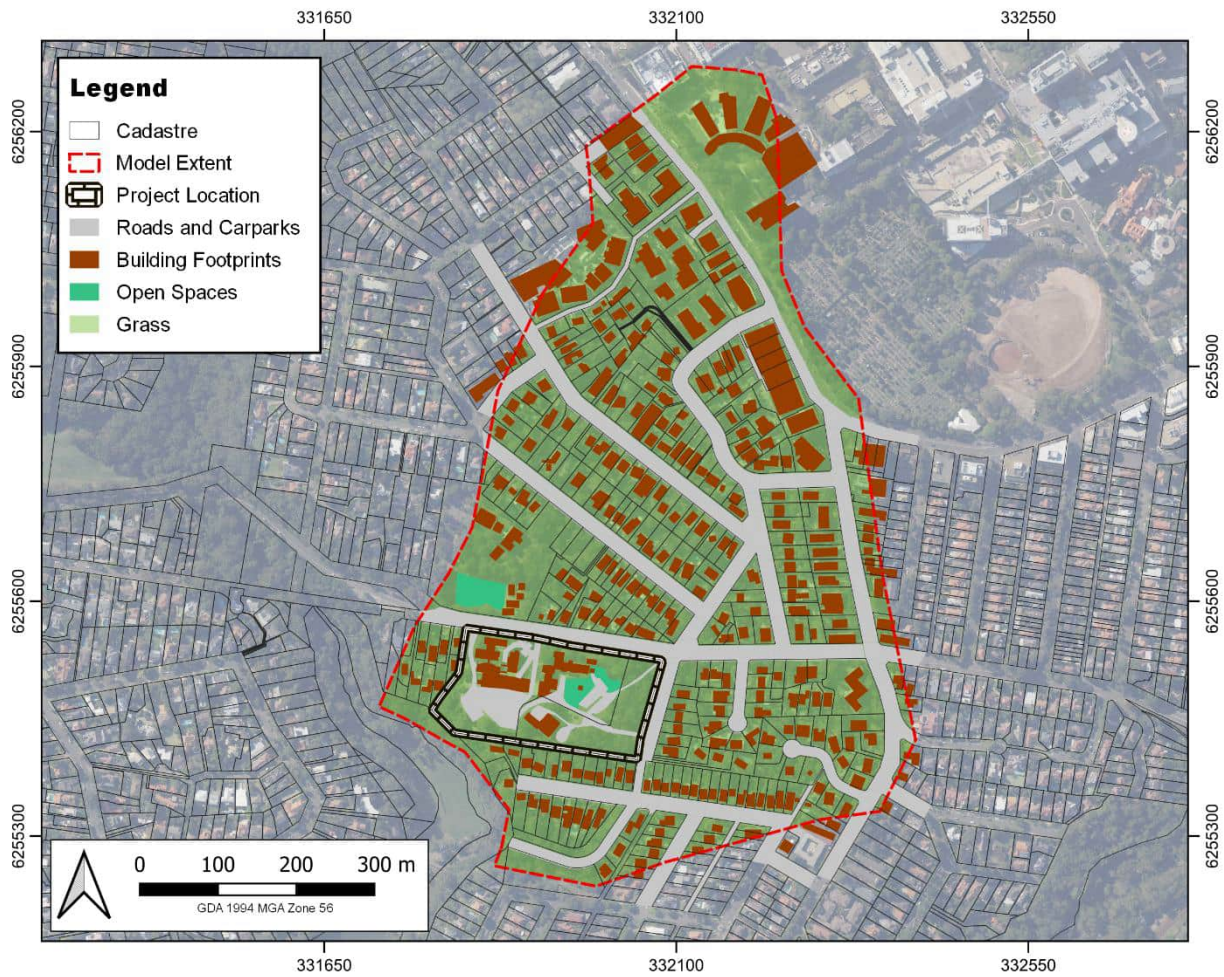 331650 332100 332550
Legend
Cadastre
Model Extent
Project Location
Roads and Carparks
Building Footprints
Open Spaces
Grass
6256200 6256200
6255900 6255900
6255600 6255600
6255300 6255300
0 100 200 300 m
GDA 1994 MGA Zone 56
331650 332100 332550